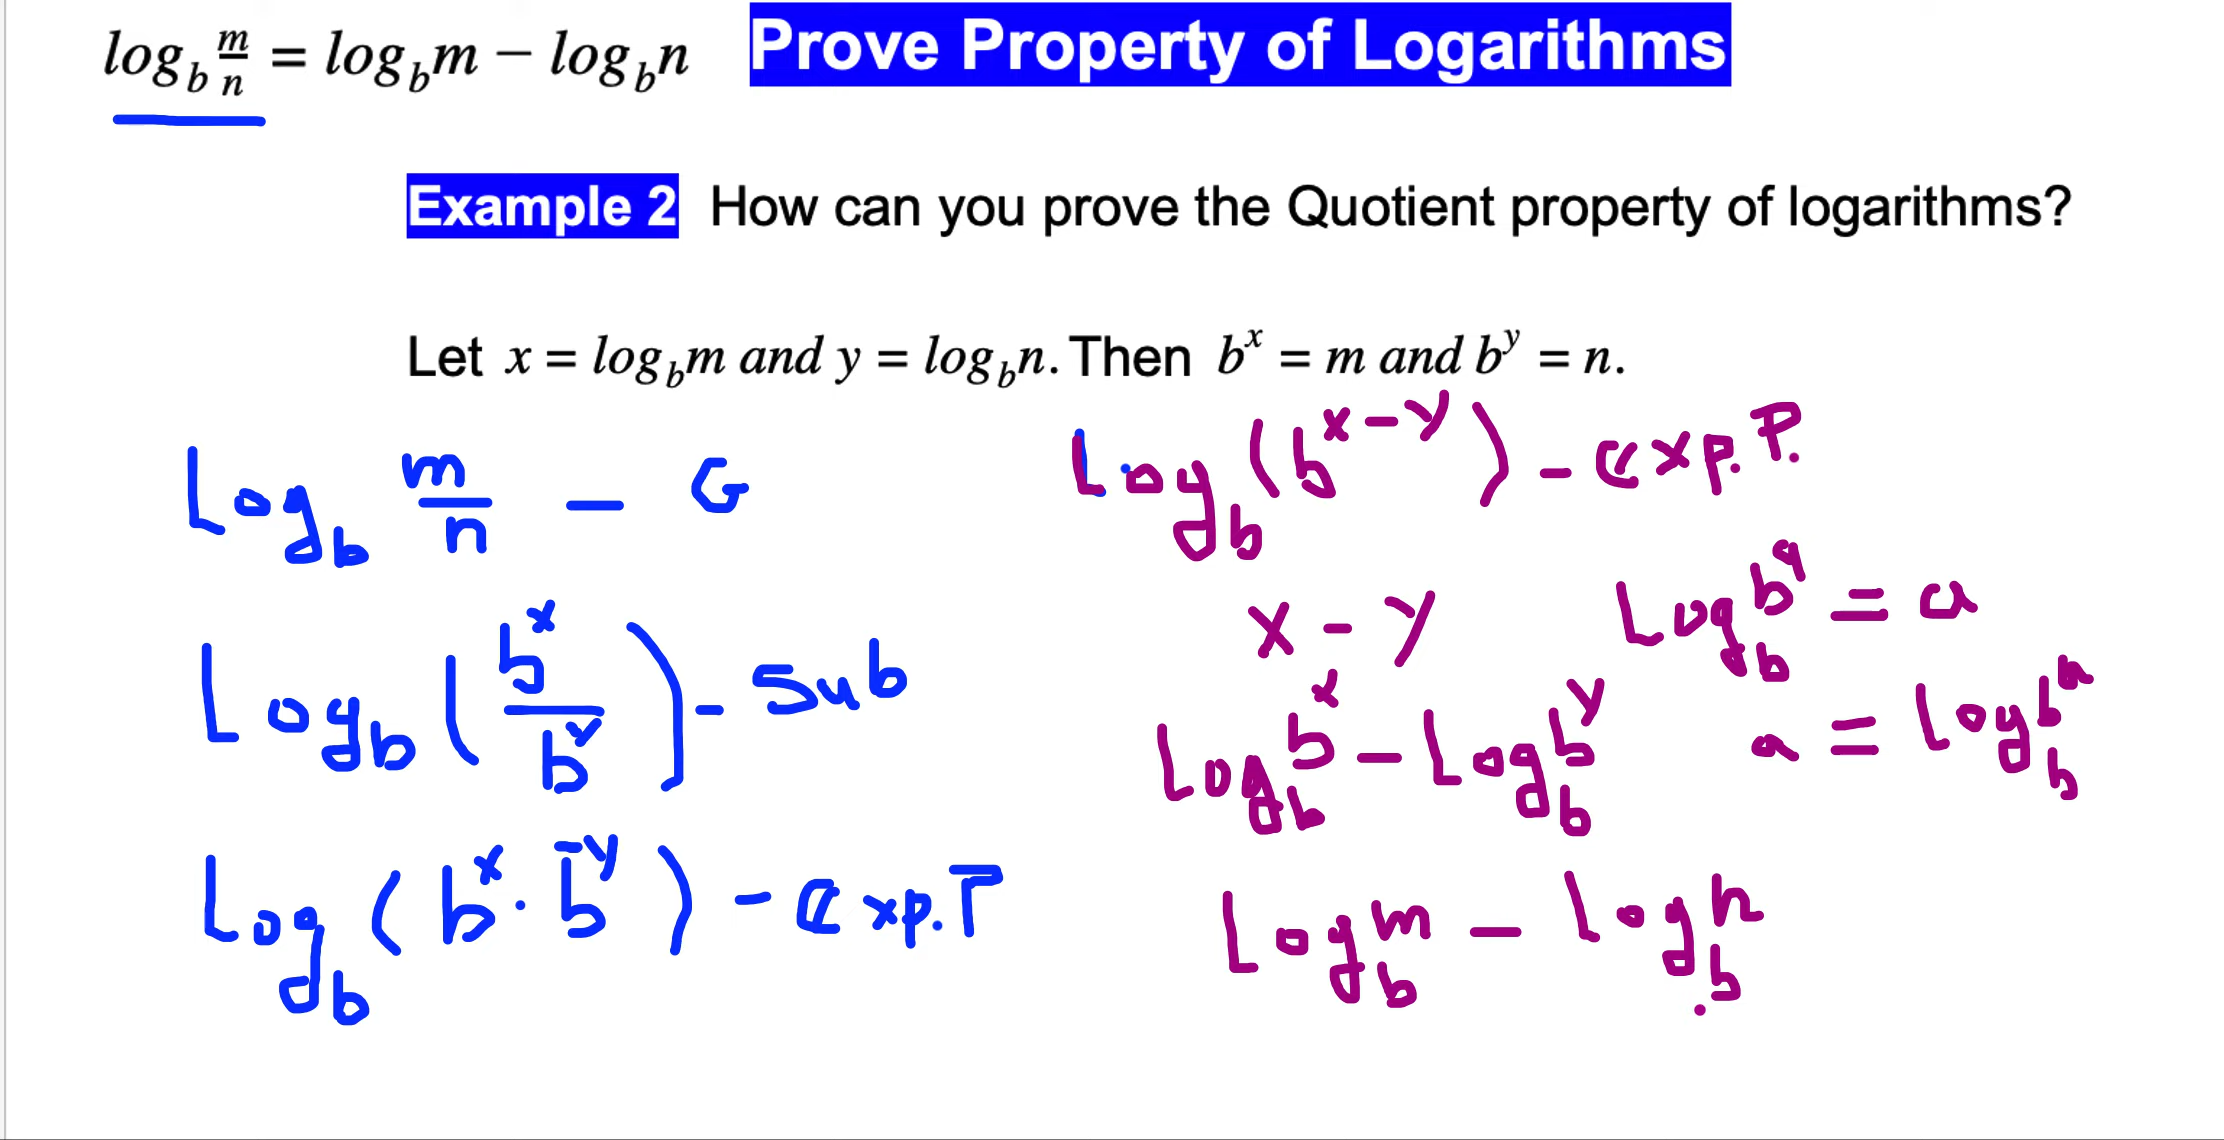 log_b m/n = log_b m − log_b n
Prove Property of Logarithms
Example 2 How can you prove the Quotient property of logarithms?
Let x = log_b m and y = log_b n. Then b^x = m and b^y = n.
Log_b m/n - G
Log_b (b^x/b^y) - Sub
Log_b (b^x · b^-y) - Exp. P
Log_b (b^x-y) - Exp. P.
x - y
Log_b b^a = a
a = Log_b b^a
Log_b b^x - Log_b b^y
Log_b m - Log_b n